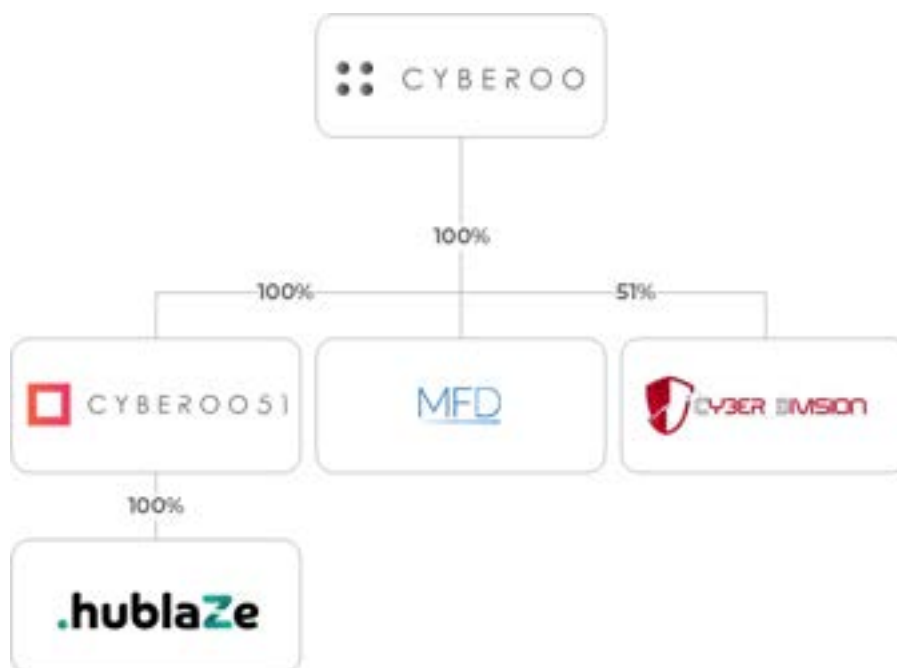 CYBEROO
100%
100%
51%
CYBEROO51
MFD
CYBER DIVISION
100%
.hublaze